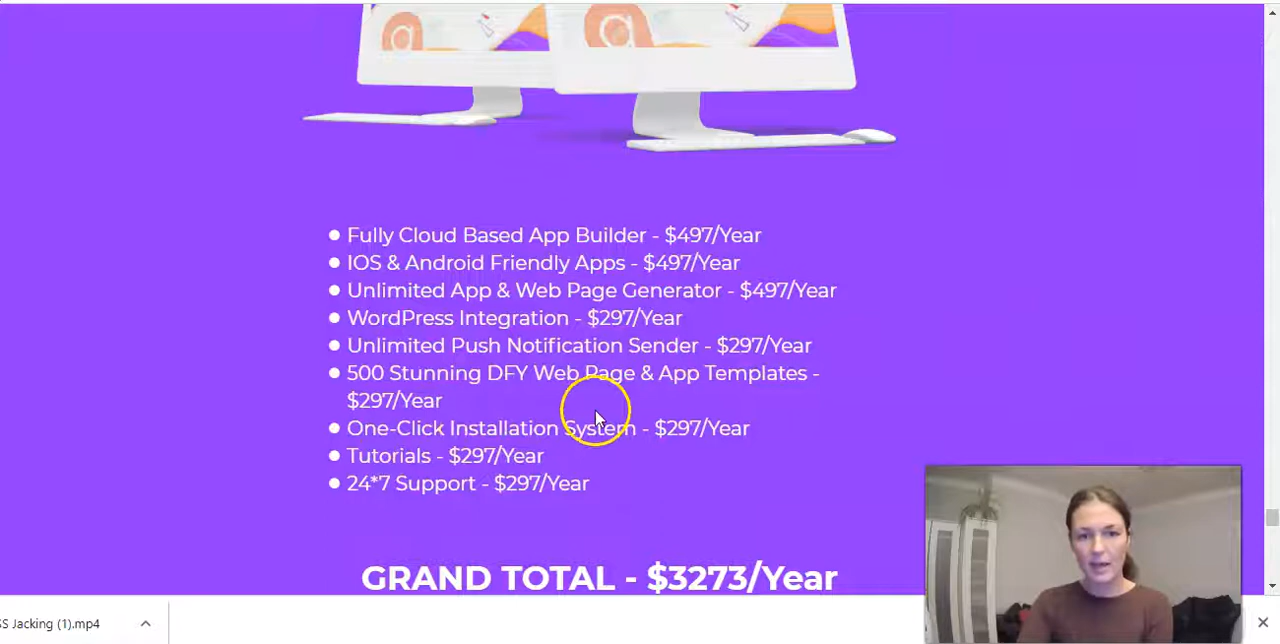 Fully Cloud Based App Builder - $497/Year
IOS & Android Friendly Apps - $497/Year
Unlimited App & Web Page Generator - $497/Year
WordPress Integration - $297/Year
Unlimited Push Notification Sender - $297/Year
500 Stunning DFY Web Page & App Templates -
$297/Year
One-Click Installation System - $297/Year
Tutorials - $297/Year
24*7 Support - $297/Year
GRAND TOTAL - $3273/Year
SS Jacking (1).mp4